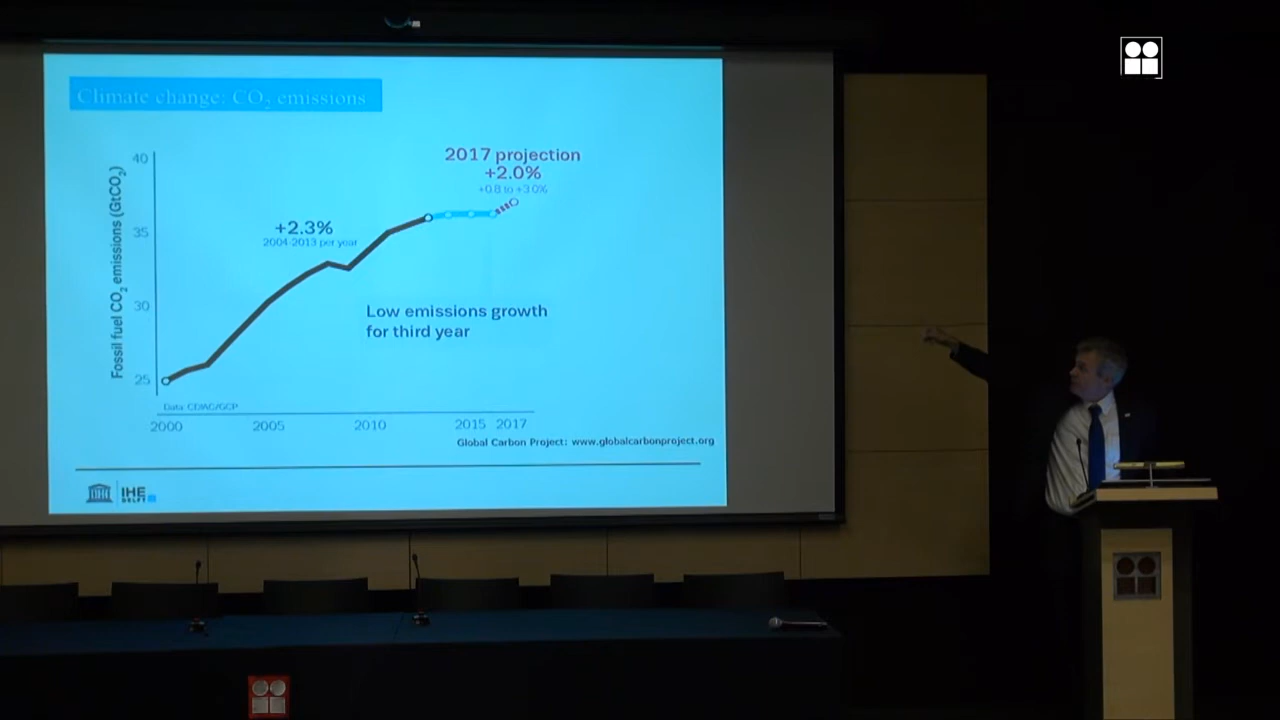 Climate change: CO₂ emissions
40
35
30
25
Fossil fuel CO₂ emissions (GtCO₂)
2017 projection
+2.0%
+0.8 to +3.0%
+2.3%
2004-2013 per year
Low emissions growth
for third year
Data: CDIAC/GCP
2000
2005
2010
2015
2017
Global Carbon Project: www.globalcarbonproject.org
IHE
DELFT